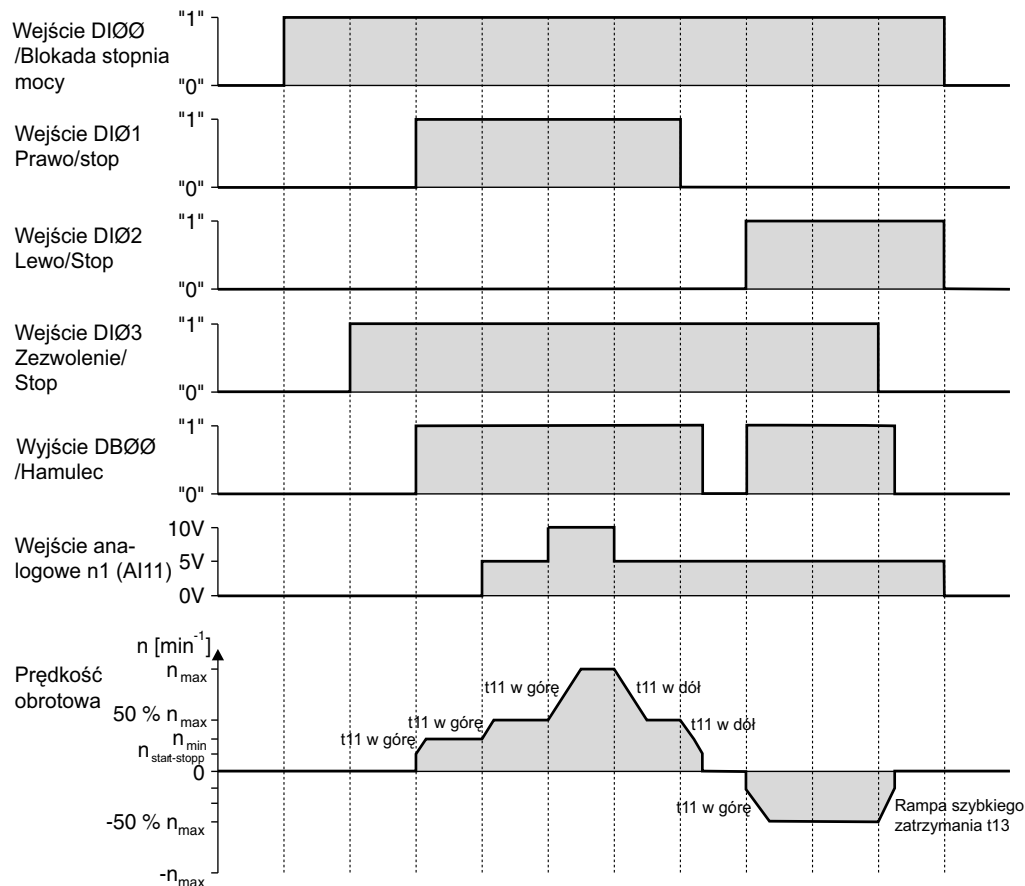 Wejście DIØØ
/Blokada stopnia
mocy
"1"
"0"
Wejście DIØ1
Prawo/stop
"1"
"0"
Wejście DIØ2
Lewo/Stop
"1"
"0"
Wejście DIØ3
Zezwolenie/
Stop
"1"
"0"
Wyjście DBØØ
/Hamulec
"1"
"0"
Wejście ana-
logowe n1 (AI11)
10V
5V
0V
Prędkość
obrotowa
n [min-1]
nmax
50 % nmax
nmin
nstart-stopp
0
-50 % nmax
-nmax
t11 w górę
t11 w górę
t11 w górę
t11 w dół
t11 w dół
t11 w górę
Rampa szybkiego
zatrzymania t13